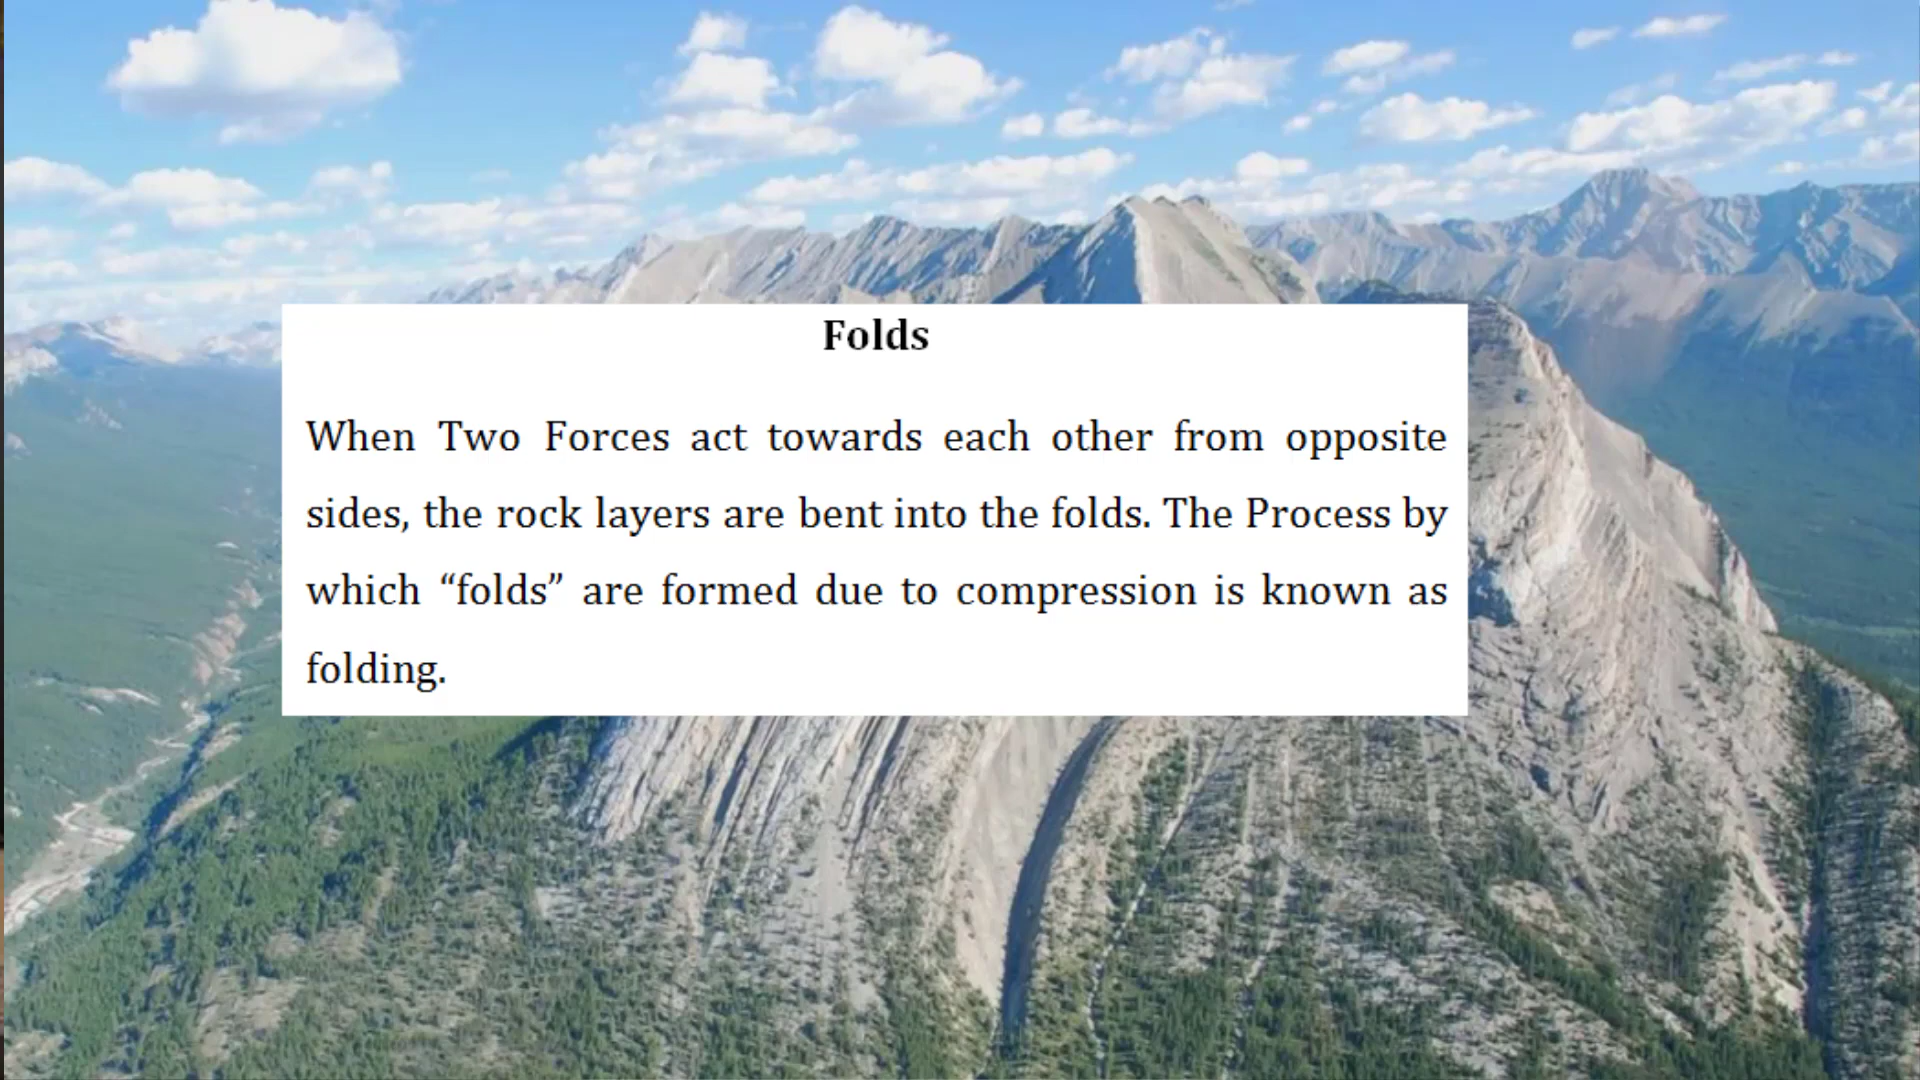 Folds
When Two Forces act towards each other from opposite
sides, the rock layers are bent into the folds. The Process by
which “folds” are formed due to compression is known as
folding.